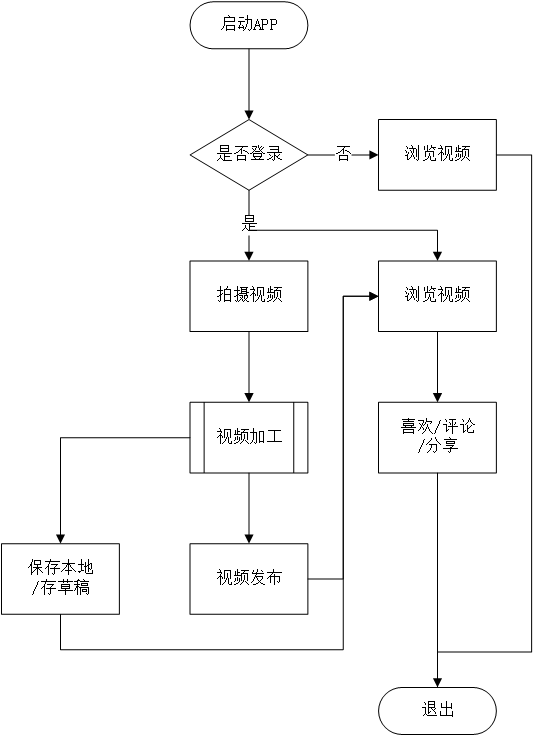 启动APP
是否登录
否
浏览视频
是
拍摄视频
浏览视频
视频加工
喜欢/评论
/分享
保存本地
/存草稿
视频发布
退出